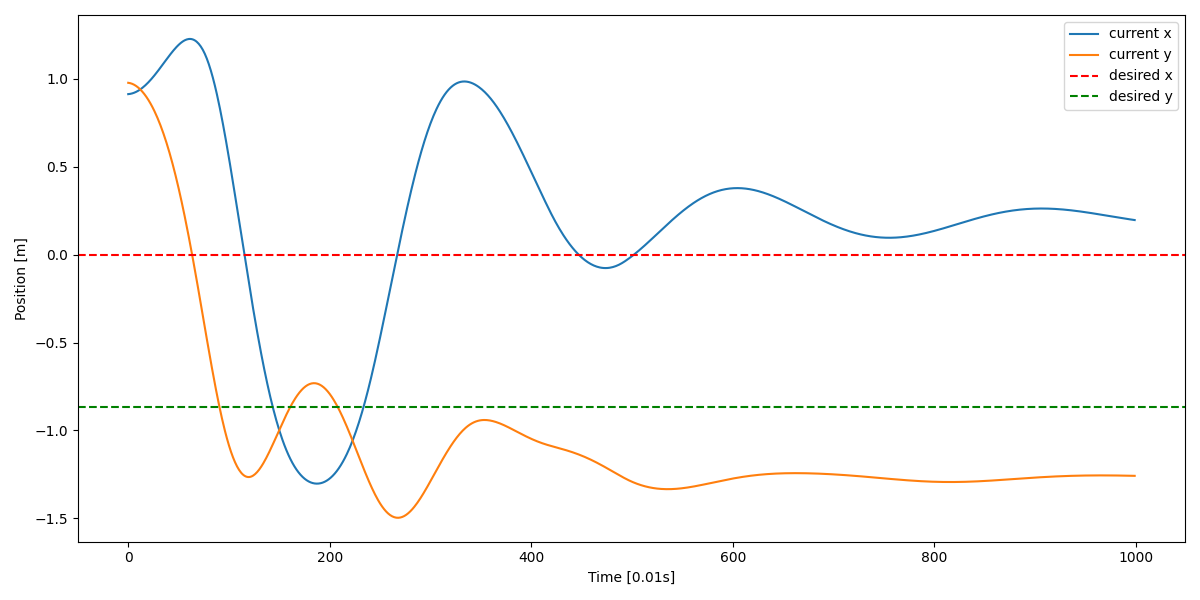 current x
current y
desired x
desired y
Position [m]
1.0
0.5
0.0
−0.5
−1.0
−1.5
0
200
400
600
800
1000
Time [0.01s]